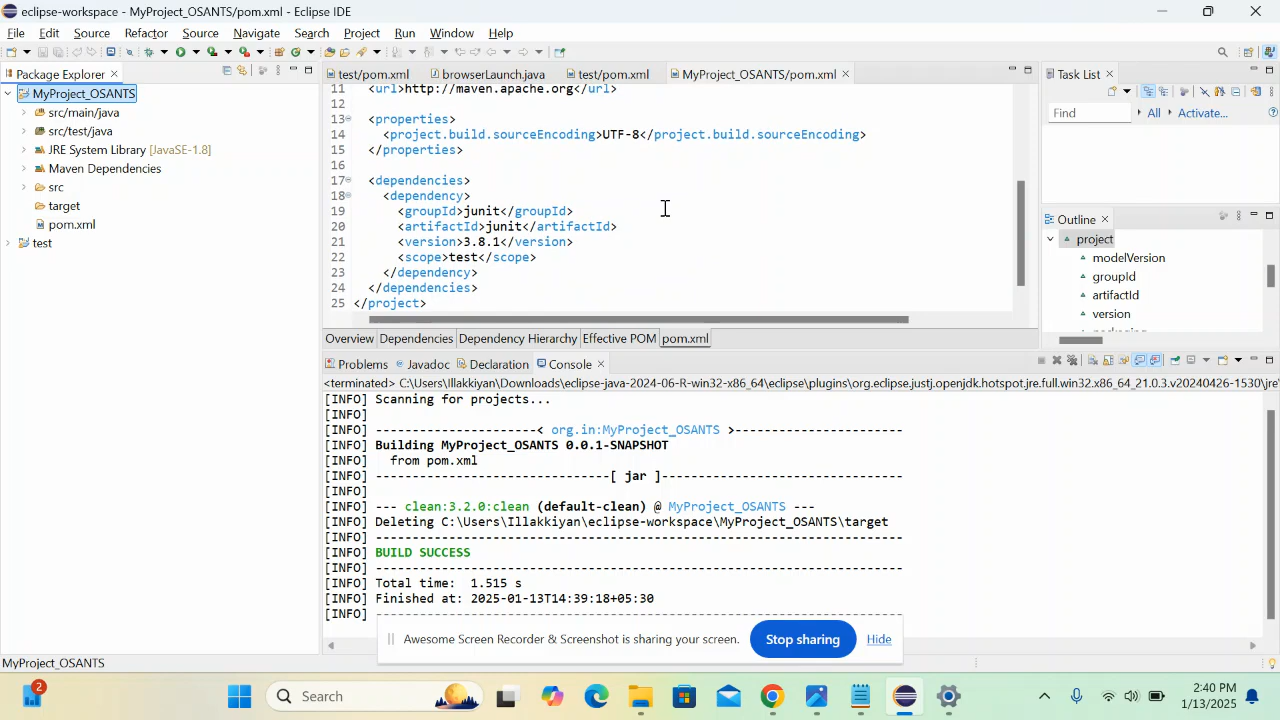 eclipse-workspace - MyProject_OSANTS/pom.xml - Eclipse IDE
File Edit Source Refactor Source Navigate Search Project Run Window Help
Package Explorer
MyProject_OSANTS
src/main/java
src/test/java
JRE System Library [JavaSE-1.8]
Maven Dependencies
src
target
pom.xml
test
test/pom.xml browserLaunch.java test/pom.xml MyProject_OSANTS/pom.xml
11 <url>http://maven.apache.org</url>
12
13 <properties>
14 <project.build.sourceEncoding>UTF-8</project.build.sourceEncoding>
15 </properties>
16
17 <dependencies>
18 <dependency>
19 <groupId>junit</groupId>
20 <artifactId>junit</artifactId>
21 <version>3.8.1</version>
22 <scope>test</scope>
23 </dependency>
24 </dependencies>
25 </project>
Overview Dependencies Dependency Hierarchy Effective POM pom.xml
Task List
Find All Activate...
Outline
project
modelVersion
groupId
artifactId
version
Problems Javadoc Declaration Console
<terminated> C:\Users\Illakkiyan\Downloads\eclipse-java-2024-06-R-win32-x86_64\eclipse\plugins\org.eclipse.justj.openjdk.hotspot.jre.full.win32.x86_64_21.0.3.v20240426-1530\jre
[INFO] Scanning for projects...
[INFO]
[INFO] ----------------------< org.in:MyProject_OSANTS >-----------------------
[INFO] Building MyProject_OSANTS 0.0.1-SNAPSHOT
[INFO]   from pom.xml
[INFO] --------------------------------[ jar ]---------------------------------
[INFO]
[INFO] --- clean:3.2.0:clean (default-clean) @ MyProject_OSANTS ---
[INFO] Deleting C:\Users\Illakkiyan\eclipse-workspace\MyProject_OSANTS\target
[INFO] ------------------------------------------------------------------------
[INFO] BUILD SUCCESS
[INFO] ------------------------------------------------------------------------
[INFO] Total time:  1.515 s
[INFO] Finished at: 2025-01-13T14:39:18+05:30
[INFO] ------------------------------------------------------------------------
Awesome Screen Recorder & Screenshot is sharing your screen. Stop sharing Hide
MyProject_OSANTS
2
Search
2:40 PM
1/13/2025